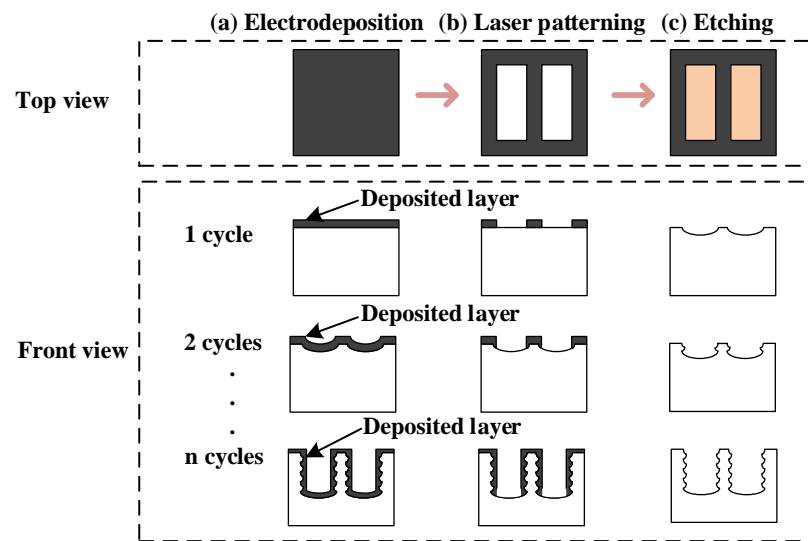 (a) Electrodeposition (b) Laser patterning (c) Etching
Top view
Deposited layer
1 cycle
Deposited layer
2 cycles
Front view
.
.
.
Deposited layer
n cycles